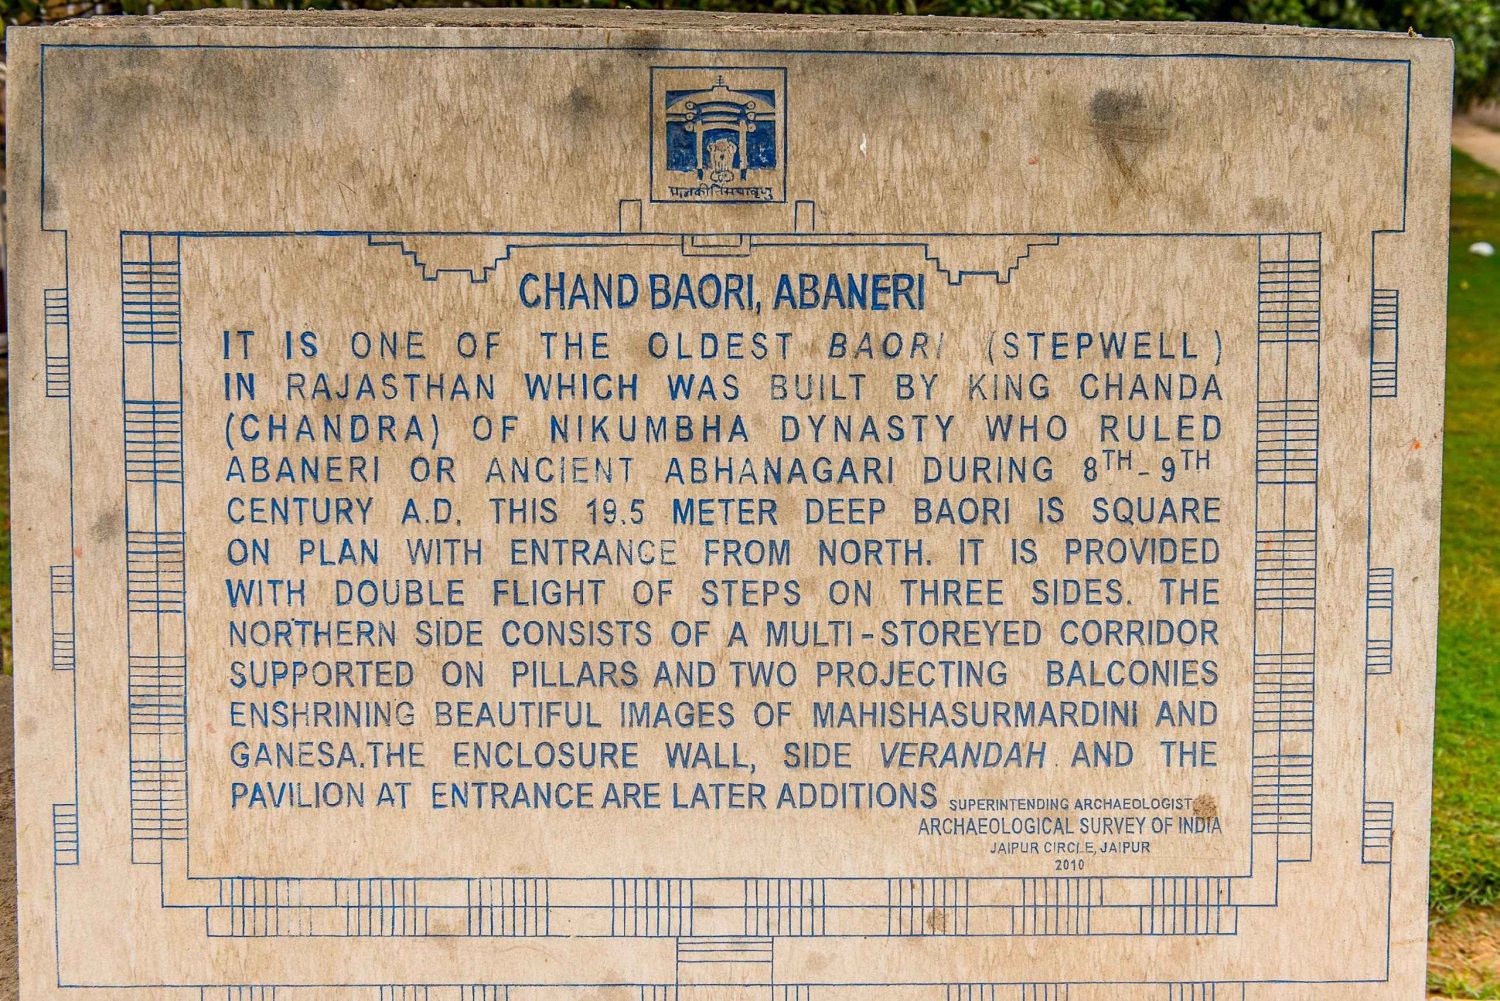 प्रत्नकीर्तिमपावृणु
CHAND BAORI, ABANERI
IT IS ONE OF THE OLDEST BAORI (STEPWELL)
IN RAJASTHAN WHICH WAS BUILT BY KING CHANDA
(CHANDRA) OF NIKUMBHA DYNASTY WHO RULED
ABANERI OR ANCIENT ABHANAGARI DURING 8TH - 9TH
CENTURY A.D. THIS 19.5 METER DEEP BAORI IS SQUARE
ON PLAN WITH ENTRANCE FROM NORTH. IT IS PROVIDED
WITH DOUBLE FLIGHT OF STEPS ON THREE SIDES. THE
NORTHERN SIDE CONSISTS OF A MULTI-STOREYED CORRIDOR
SUPPORTED ON PILLARS AND TWO PROJECTING BALCONIES
ENSHRINING BEAUTIFUL IMAGES OF MAHISHASURMARDINI AND
GANESA.THE ENCLOSURE WALL, SIDE VERANDAH AND THE
PAVILION AT ENTRANCE ARE LATER ADDITIONS
SUPERINTENDING ARCHAEOLOGIST
ARCHAEOLOGICAL SURVEY OF INDIA
JAIPUR CIRCLE, JAIPUR
2010